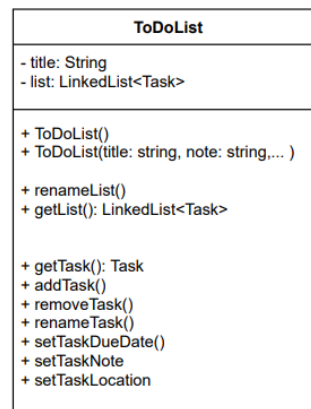 ToDoList
- title: String
- list: LinkedList<Task>
+ ToDoList()
+ ToDoList(title: string, note: string,... )
+ renameList()
+ getList(): LinkedList<Task>
+ getTask(): Task
+ addTask()
+ removeTask()
+ renameTask()
+ setTaskDueDate()
+ setTaskNote
+ setTaskLocation